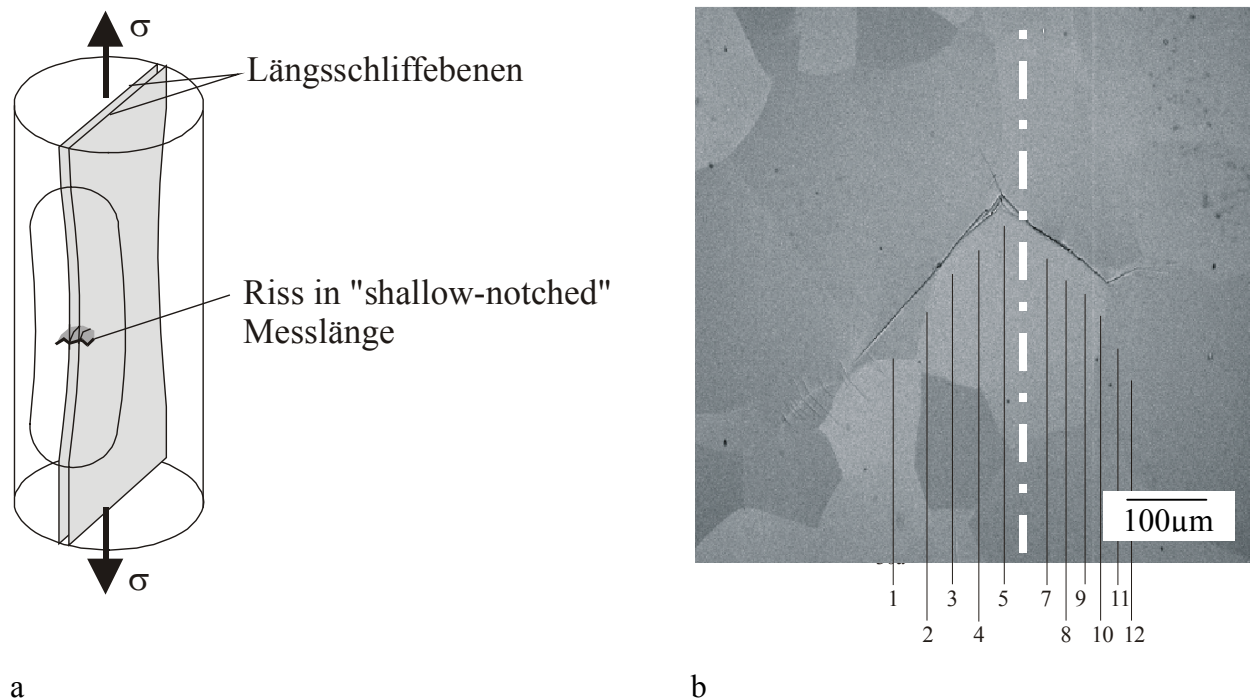 σ
Längsschliffebenen
Riss in "shallow-notched"
Messlänge
σ
a
100µm
1 3 5 7 9 11
2 4 8 10 12
b